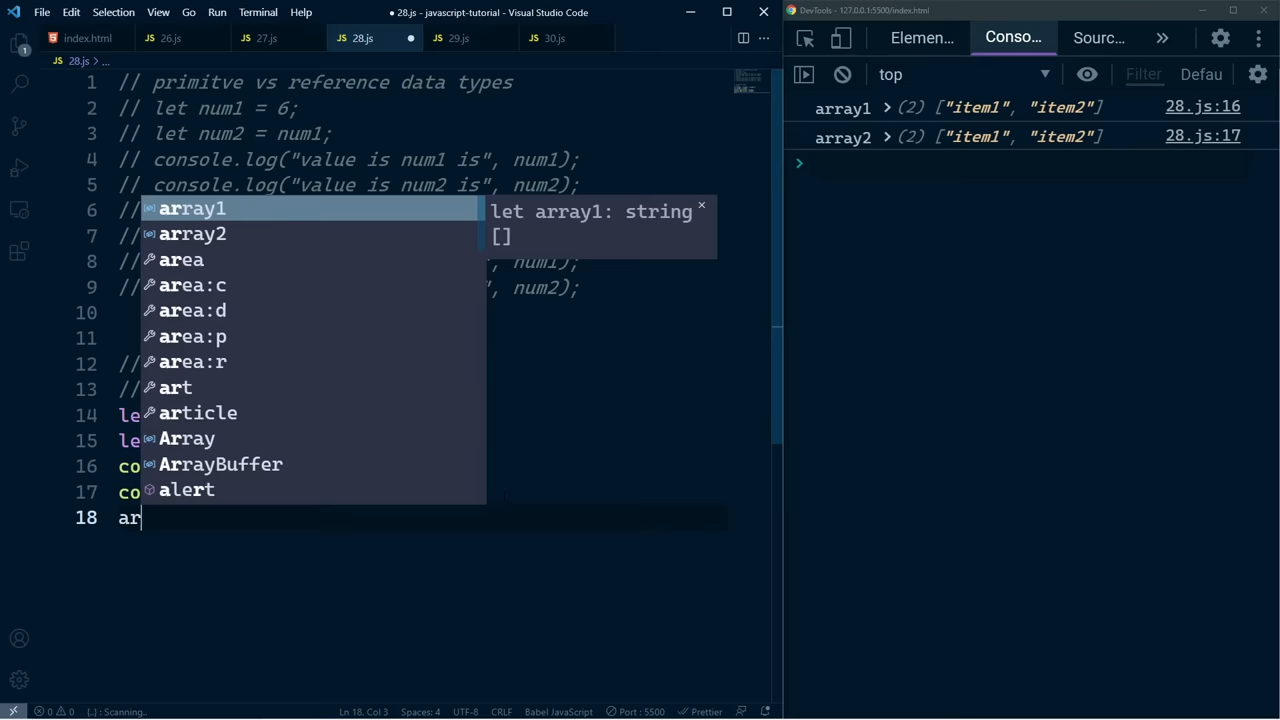 File Edit Selection View Go Run Terminal Help ● 28.js - javascript-tutorial - Visual Studio Code
index.html JS 26.js JS 27.js JS 28.js ● JS 29.js JS 30.js ···
JS 28.js > ...
1 // primitve vs reference data types
2 // let num1 = 6;
3 // let num2 = num1;
4 // console.log("value is num1 is", num1);
5 // console.log("value is num2 is", num2);
6 //
7 //
8 // , num1);
9 // ", num2);
10
11
12 //
13 //
14 le
15 le
16 co
17 co
18 ar
array1
array2
area
area:c
area:d
area:p
area:r
art
article
Array
ArrayBuffer
alert
let array1: string
[]
1
0 0 {..} : Scanning.. Ln 18, Col 3 Spaces: 4 UTF-8 CRLF Babel JavaScript Port : 5500 Prettier
DevTools - 127.0.0.1:5500/index.html
Elemen... Conso... Sourc... »
top Filter Defau
array1 > (2) ["item1", "item2"] 28.js:16
array2 > (2) ["item1", "item2"] 28.js:17
>